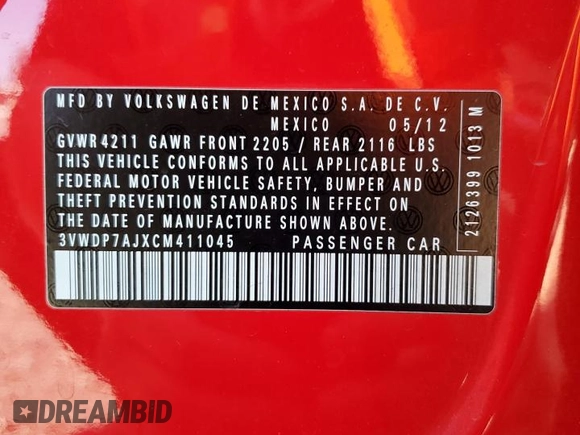 MFD BY VOLKSWAGEN DE MEXICO S.A. DE C.V.
MEXICO 05/12
GVWR 4211 GAWR FRONT 2205 / REAR 2116 LBS
THIS VEHICLE CONFORMS TO ALL APPLICABLE U.S.
FEDERAL MOTOR VEHICLE SAFETY, BUMPER AND
THEFT PREVENTION STANDARDS IN EFFECT ON
THE DATE OF MANUFACTURE SHOWN ABOVE.
3VWDP7AJXCM411045 PASSENGER CAR
2126399 1013 M
DREAMBID